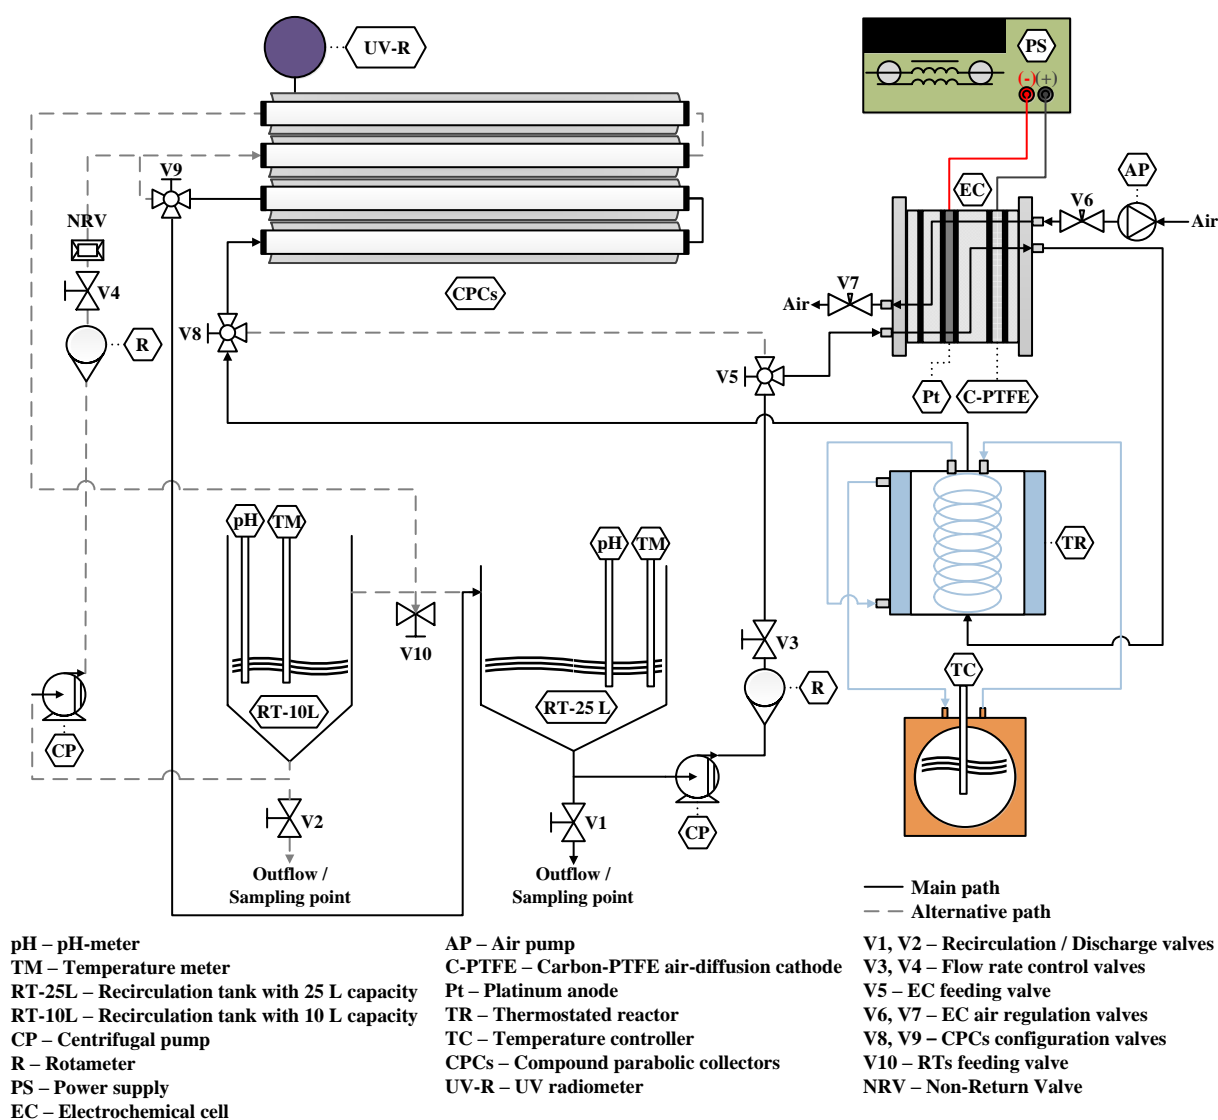 UV-R
PS
(-)
(+)
V9
EC
AP
V6
NRV
Air
V4
CPCs
V7
Air
V8
R
V5
Pt
C-PTFE
pH
TM
pH
TM
TR
V10
V3
TC
RT-10L
RT-25 L
R
CP
V2
V1
CP
Outflow /
Sampling point
Outflow /
Sampling point
Main path
Alternative path
pH – pH-meter
TM – Temperature meter
RT-25L – Recirculation tank with 25 L capacity
RT-10L – Recirculation tank with 10 L capacity
CP – Centrifugal pump
R – Rotameter
PS – Power supply
EC – Electrochemical cell
AP – Air pump
C-PTFE – Carbon-PTFE air-diffusion cathode
Pt – Platinum anode
TR – Thermostated reactor
TC – Temperature controller
CPCs – Compound parabolic collectors
UV-R – UV radiometer
V1, V2 – Recirculation / Discharge valves
V3, V4 – Flow rate control valves
V5 – EC feeding valve
V6, V7 – EC air regulation valves
V8, V9 – CPCs configuration valves
V10 – RTs feeding valve
NRV – Non-Return Valve